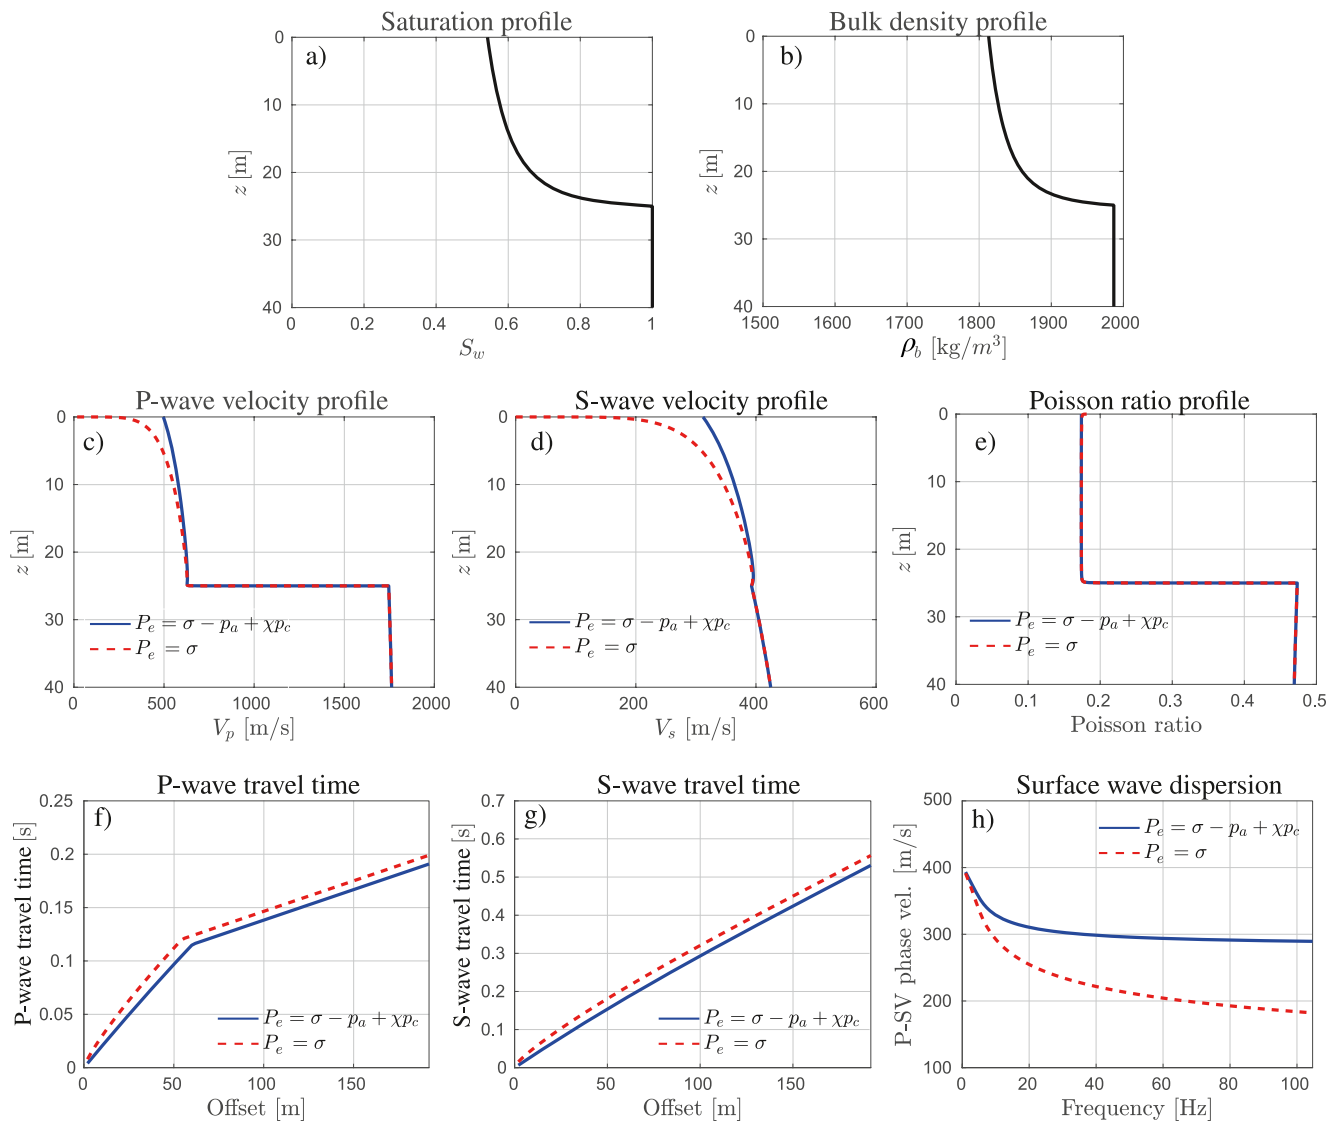 Saturation profile
a)
0
10
20
30
40
z [m]
0 0.2 0.4 0.6 0.8 1
S_w
Bulk density profile
b)
0
10
20
30
40
z [m]
1500 1600 1700 1800 1900 2000
ρ_b [kg/m³]
P-wave velocity profile
c)
0
10
20
30
40
z [m]
P_e = σ − p_a + χp_c
P_e = σ
0 500 1000 1500 2000
V_p [m/s]
S-wave velocity profile
d)
0
10
20
30
40
z [m]
P_e = σ − p_a + χp_c
P_e = σ
0 200 400 600
V_s [m/s]
Poisson ratio profile
e)
0
10
20
30
40
z [m]
P_e = σ − p_a + χp_c
P_e = σ
0 0.1 0.2 0.3 0.4 0.5
Poisson ratio
P-wave travel time
f)
0.25
0.2
0.15
0.1
0.05
0
P-wave travel time [s]
P_e = σ − p_a + χp_c
P_e = σ
0 50 100 150
Offset [m]
S-wave travel time
g)
0.7
0.6
0.5
0.4
0.3
0.2
0.1
0
S-wave travel time [s]
P_e = σ − p_a + χp_c
P_e = σ
0 50 100 150
Offset [m]
Surface wave dispersion
h)
500
400
300
200
100
P-SV phase vel. [m/s]
P_e = σ − p_a + χp_c
P_e = σ
0 20 40 60 80 100
Frequency [Hz]